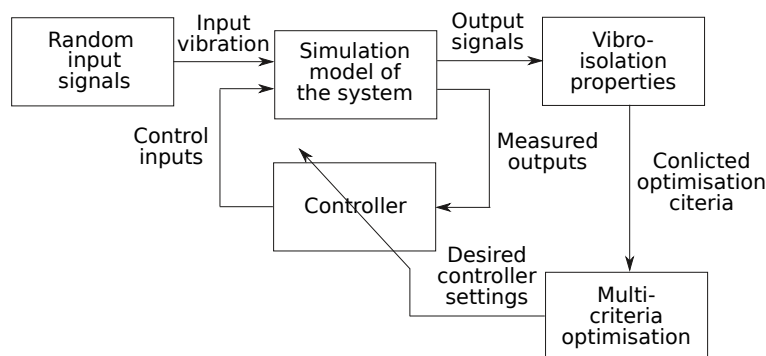 Random
input
signals
Input
vibration
Simulation
model of
the system
Output
signals
Vibro-
isolation
properties
Control
inputs
Measured
outputs
Conlicted
optimisation
citeria
Controller
Desired
controller
settings
Multi-
criteria
optimisation